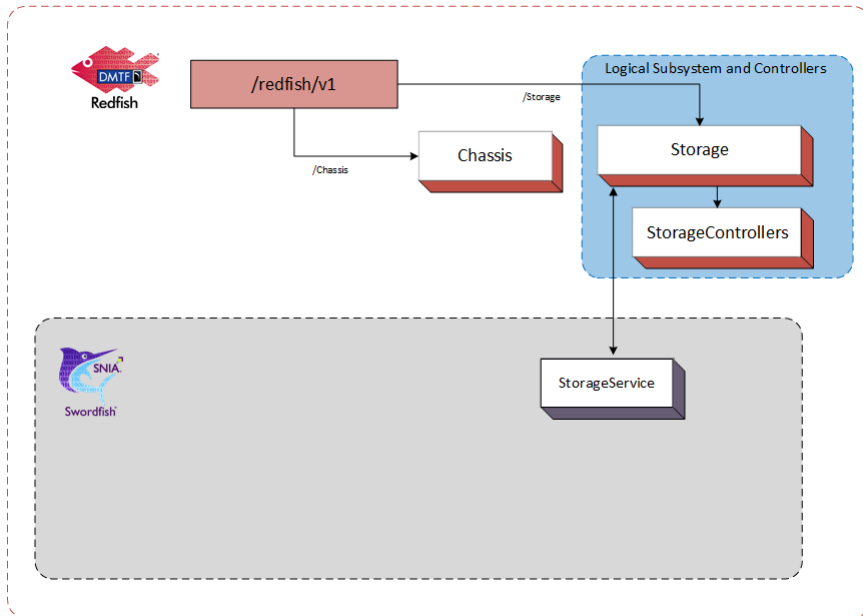 DMTF
Redfish
/redfish/v1
/Storage
/Chassis
Chassis
Logical Subsystem and Controllers
Storage
StorageControllers
SNIA
Swordfish
StorageService